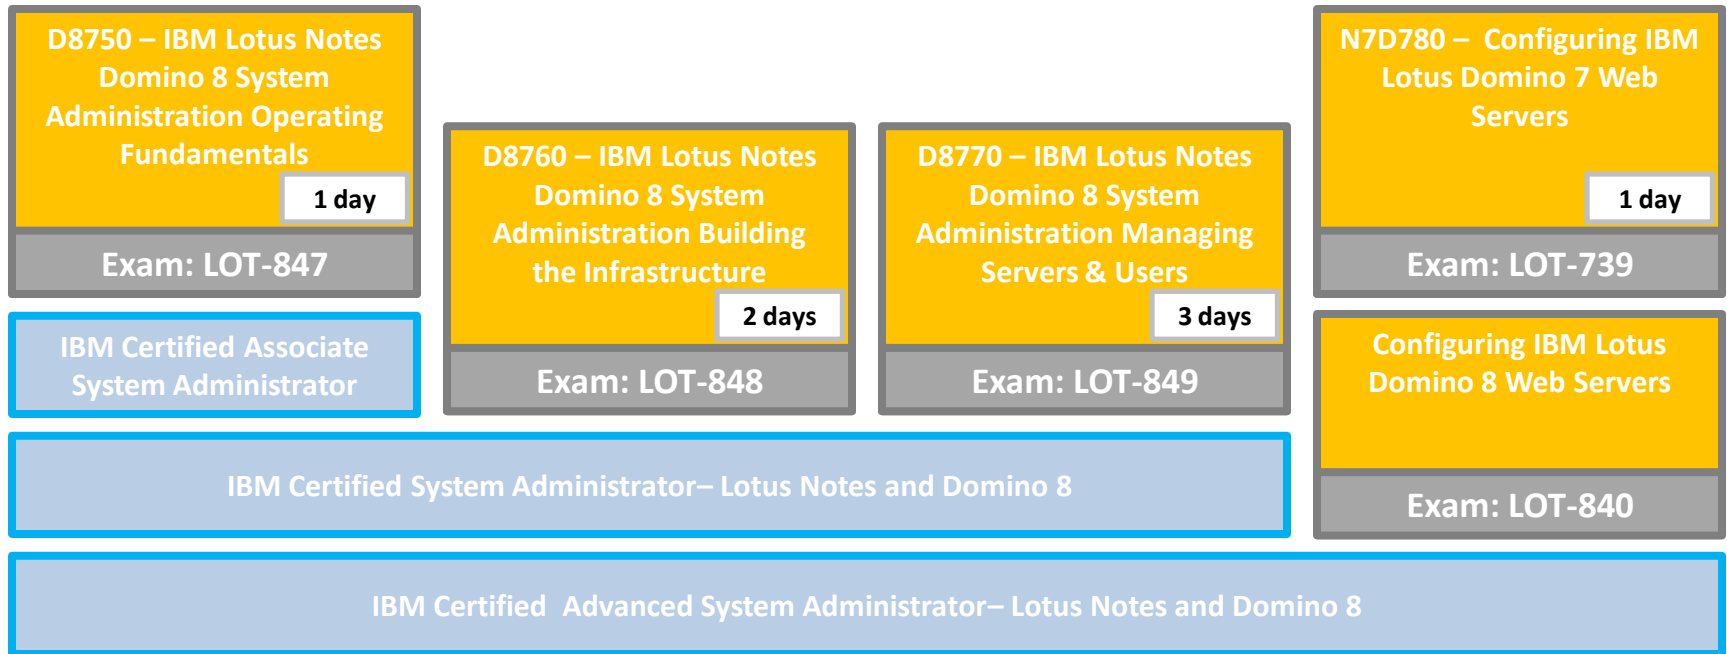 D8750 – IBM Lotus Notes
Domino 8 System
Administration Operating
Fundamentals
1 day
Exam: LOT-847
IBM Certified Associate
System Administrator
D8760 – IBM Lotus Notes
Domino 8 System
Administration Building
the Infrastructure
2 days
Exam: LOT-848
D8770 – IBM Lotus Notes
Domino 8 System
Administration Managing
Servers & Users
3 days
Exam: LOT-849
N7D780 –  Configuring IBM
Lotus Domino 7 Web
Servers
1 day
Exam: LOT-739
Configuring IBM Lotus
Domino 8 Web Servers
Exam: LOT-840
IBM Certified System Administrator– Lotus Notes and Domino 8
IBM Certified  Advanced System Administrator– Lotus Notes and Domino 8